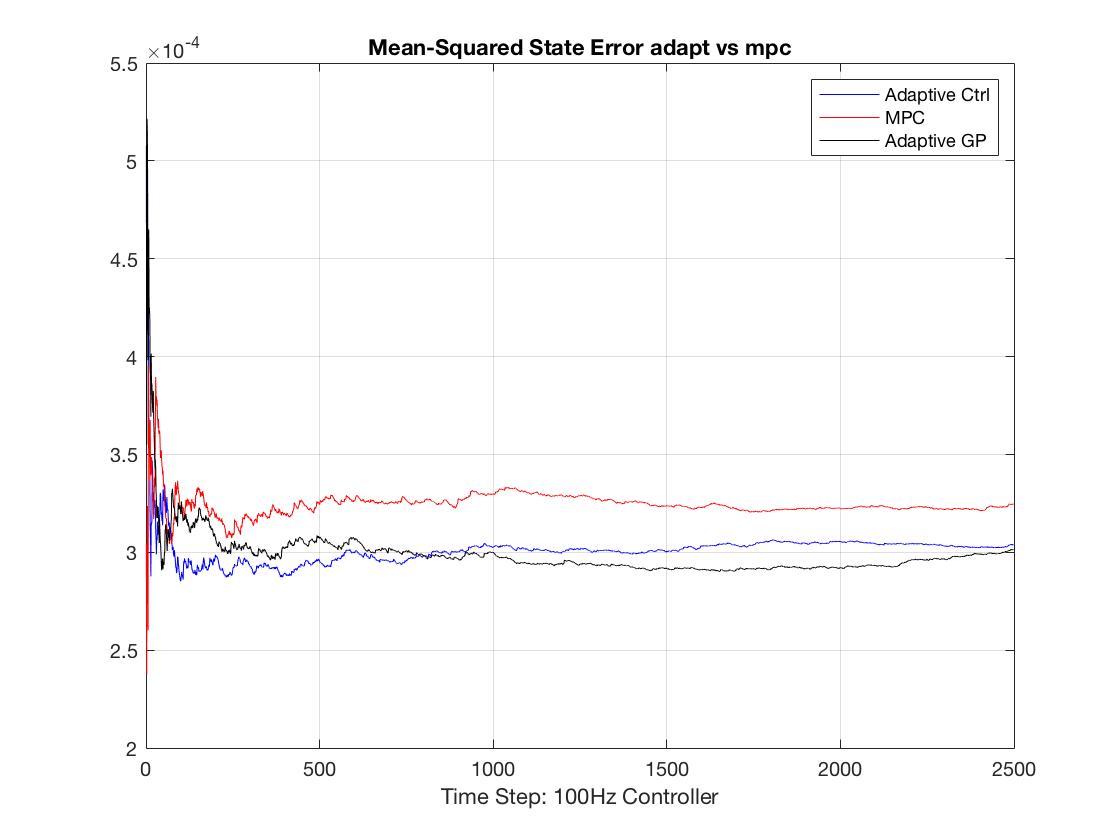 Mean-Squared State Error adapt vs mpc
×10⁻⁴
5.5
5
4.5
4
3.5
3
2.5
2
Adaptive Ctrl
MPC
Adaptive GP
0 500 1000 1500 2000 2500
Time Step: 100Hz Controller